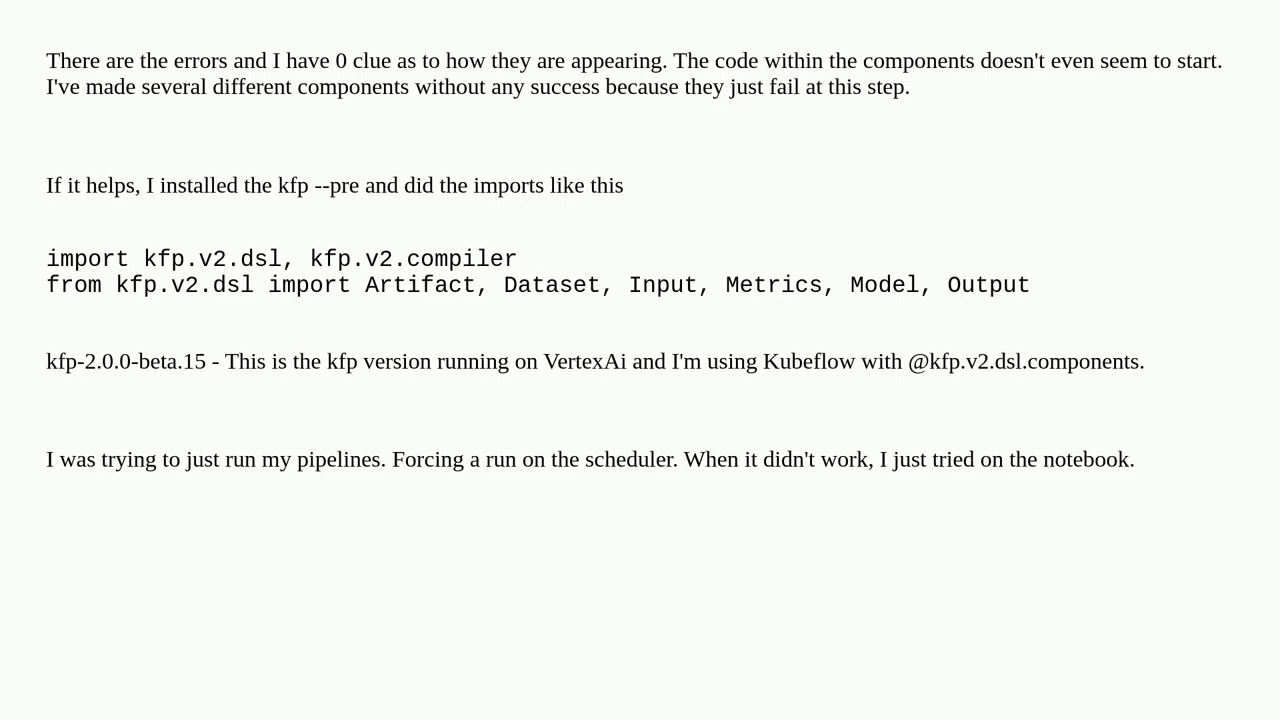 There are the errors and I have 0 clue as to how they are appearing. The code within the components doesn't even seem to start.
I've made several different components without any success because they just fail at this step.
If it helps, I installed the kfp --pre and did the imports like this
import kfp.v2.dsl, kfp.v2.compiler
from kfp.v2.dsl import Artifact, Dataset, Input, Metrics, Model, Output
kfp-2.0.0-beta.15 - This is the kfp version running on VertexAi and I'm using Kubeflow with @kfp.v2.dsl.components.
I was trying to just run my pipelines. Forcing a run on the scheduler. When it didn't work, I just tried on the notebook.